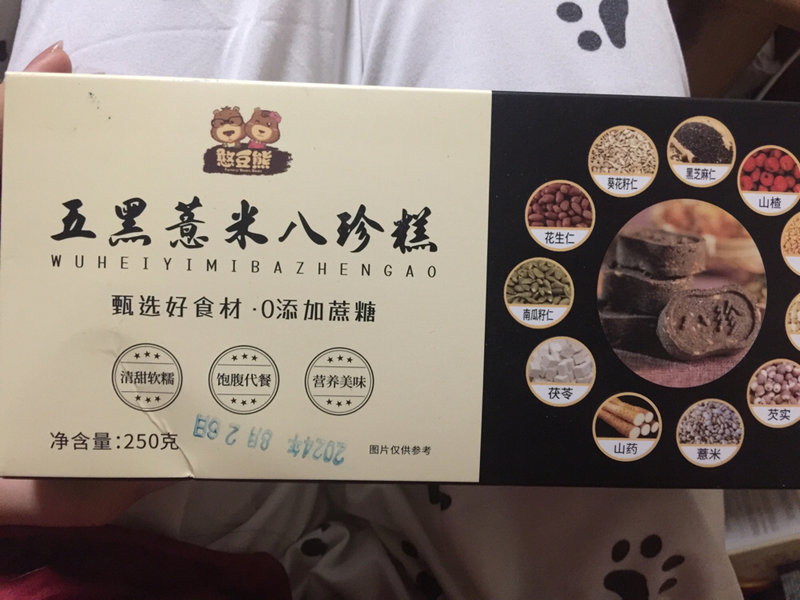 憨豆熊
五黑薏米八珍糕
WUHEIYIMIBAZHENGAO
甄选好食材·0添加蔗糖
清甜软糯
饱腹代餐
营养美味
净含量:250克
2024年 8月 26日
图片仅供参考
葵花籽仁
黑芝麻仁
山楂
花生仁
南瓜籽仁
茯苓
山药
薏米
芡实
八珍